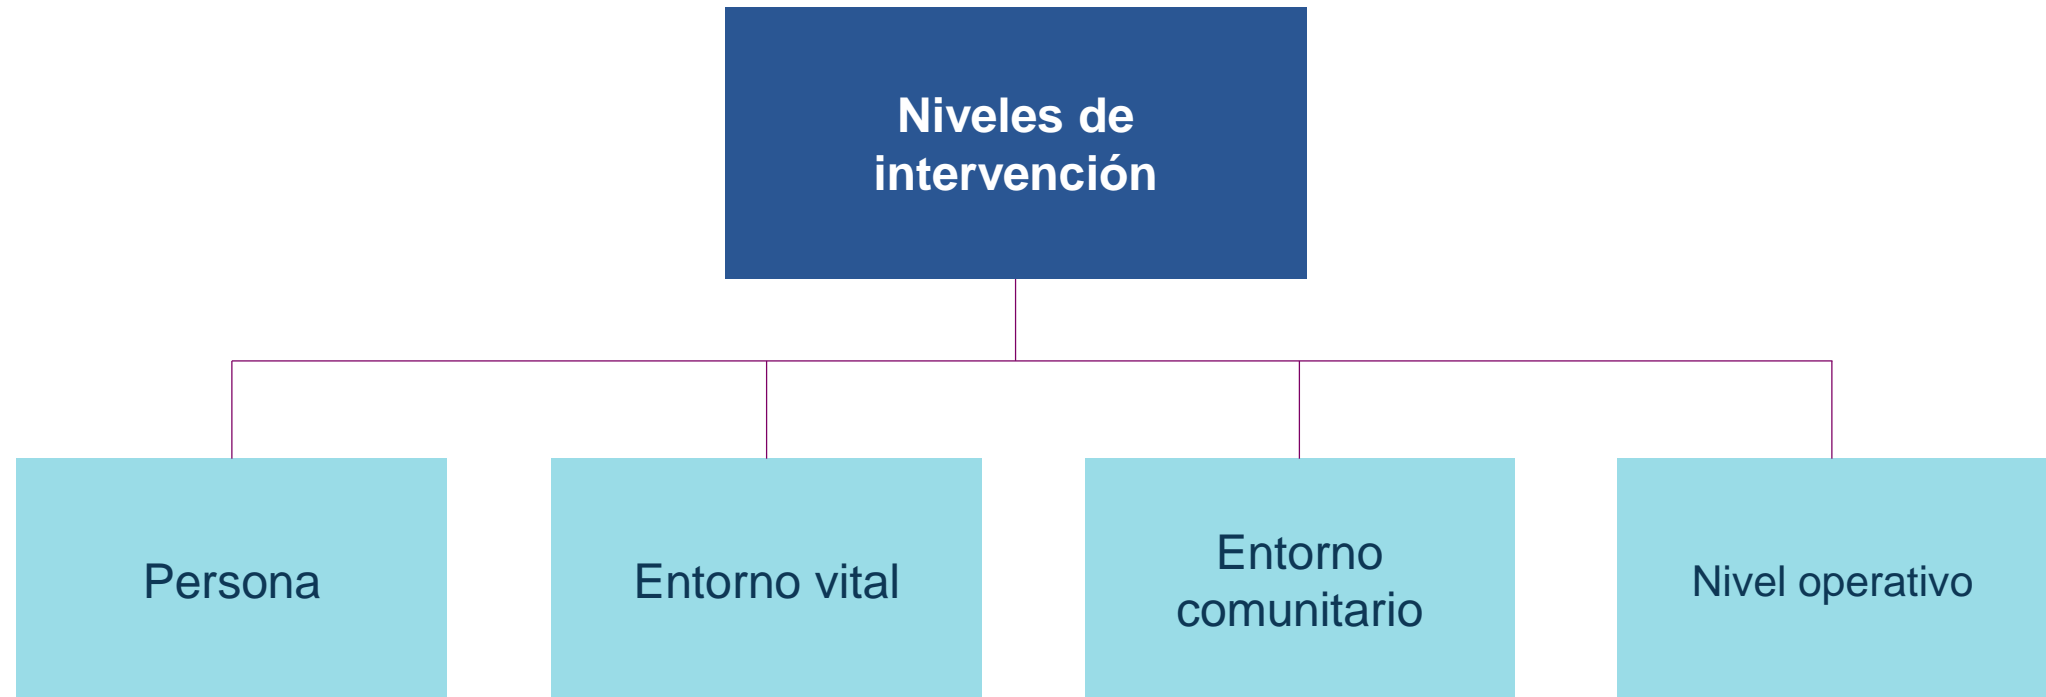 Niveles de
intervención
Persona
Entorno vital
Entorno
comunitario
Nivel operativo